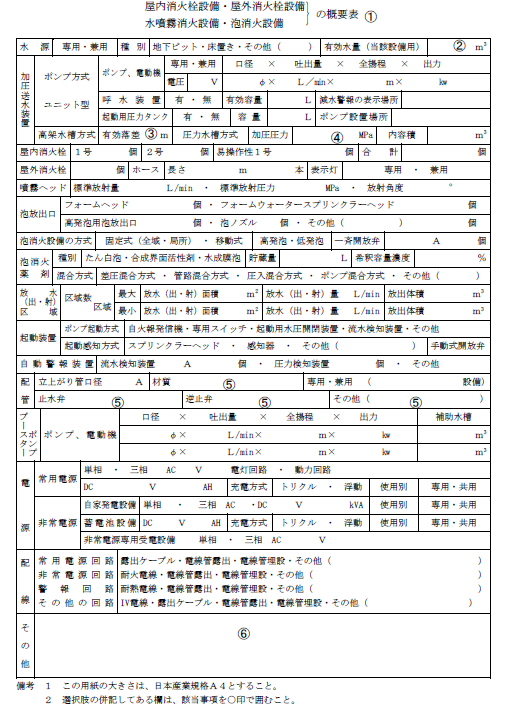 屋内消火栓設備・屋外消火栓設備
水噴霧消火設備・泡消火設備 } の概要表 ①
水源 専用・兼用 種別 地下ピット・床置き・その他（ ） 有効水量（当該設備用） ② m³
加圧送水装置 ポンプ方式 ユニット型 ポンプ、電動機 専用・兼用 口径 × 吐出量 × 全揚程 × 出力
電圧 V φ× L／min× m× kw
呼水装置 有・無 有効容量 L 減水警報の表示場所
起動用圧力タンク 有・無 容量 L ポンプ設置場所
高架水槽方式 有効落差 ③ m 圧力水槽方式 加圧圧力 ④ MPa 内容積 m³
屋内消火栓 1号 個 2号 個 易操作性1号 個 合計 個
屋外消火栓 個 ホース 長さ m 本 表示灯 専用 ・ 兼用
噴霧ヘッド 標準放射量 L/min ・ 標準放射圧力 MPa ・ 放射角度 °
泡放出口 フォームヘッド 個 ・ フォームウォータースプリンクラーヘッド 個
高発泡用泡放出口 個 ・ 泡ノズル 個 ・ その他（ ） 個
泡消火設備の方式 固定式（全域・局所） ・ 移動式 高発泡・低発泡 一斉開放弁 A 個
泡消火薬剤 種別 たん白泡・合成界面活性剤・水成膜泡 貯蔵量 L 希釈容量濃度 %
混合方式 差圧混合方式 ・ 管路混合方式 ・ 圧入混合方式 ・ ポンプ混合方式 ・ その他（ ）
放水（出・射）区域 区域数 区域 最大 放水（出・射）面積 m² 放水（出・射）量 L/min 放出体積 m³
最小 放水（出・射）面積 m² 放水（出・射）量 L/min 放出体積 m³
起動装置 ポンプ起動方式 自火報発信機・専用スイッチ・起動用水圧開閉装置・流水検知装置・その他
起動感知方式 スプリンクラーヘッド ・ 感知器 ・ その他（ ） 手動式開放弁
自動警報装置 流水検知装置 A 個 ・ 圧力検知装置 個 ・ その他
配管 立上がり管口径 A 材質 ⑤ 専用・兼用（ 設備）
止水弁 ⑤ 逆止弁 ⑤ その他（ ⑤ ）
ブースターポンプ ポンプ、電動機 口径 × 吐出量 × 全揚程 × 出力 補助水槽
φ× L/min× m× kw m³
φ× L/min× m× kw m³
電源 常用電源 単相 ・ 三相 AC V 電灯回路 ・ 動力回路
DC V AH 充電方式 トリクル ・ 浮動 使用別 専用・共用
非常電源 自家発電設備 単相 ・ 三相 AC ・DC V kVA 使用別 専用・共用
蓄電池設備 DC V AH 充電方式 トリクル ・ 浮動 使用別 専用・共用
非常電源専用受電設備 単相 ・ 三相 AC V
配線 常用電源回路 露出ケーブル・電線管露出・電線管埋設・その他（ ）
非常電源回路 耐火電線・電線管露出・電線管埋設・その他（ ）
警報回路 耐熱電線・電線管露出・電線管埋設・その他（ ）
その他の回路 IV電線・露出ケーブル・電線管露出・電線管埋設・その他（ ）
その他 ⑥
備考 1 この用紙の大きさは、日本産業規格A4とすること。
2 選択肢の併記してある欄は、該当事項を○印で囲むこと。